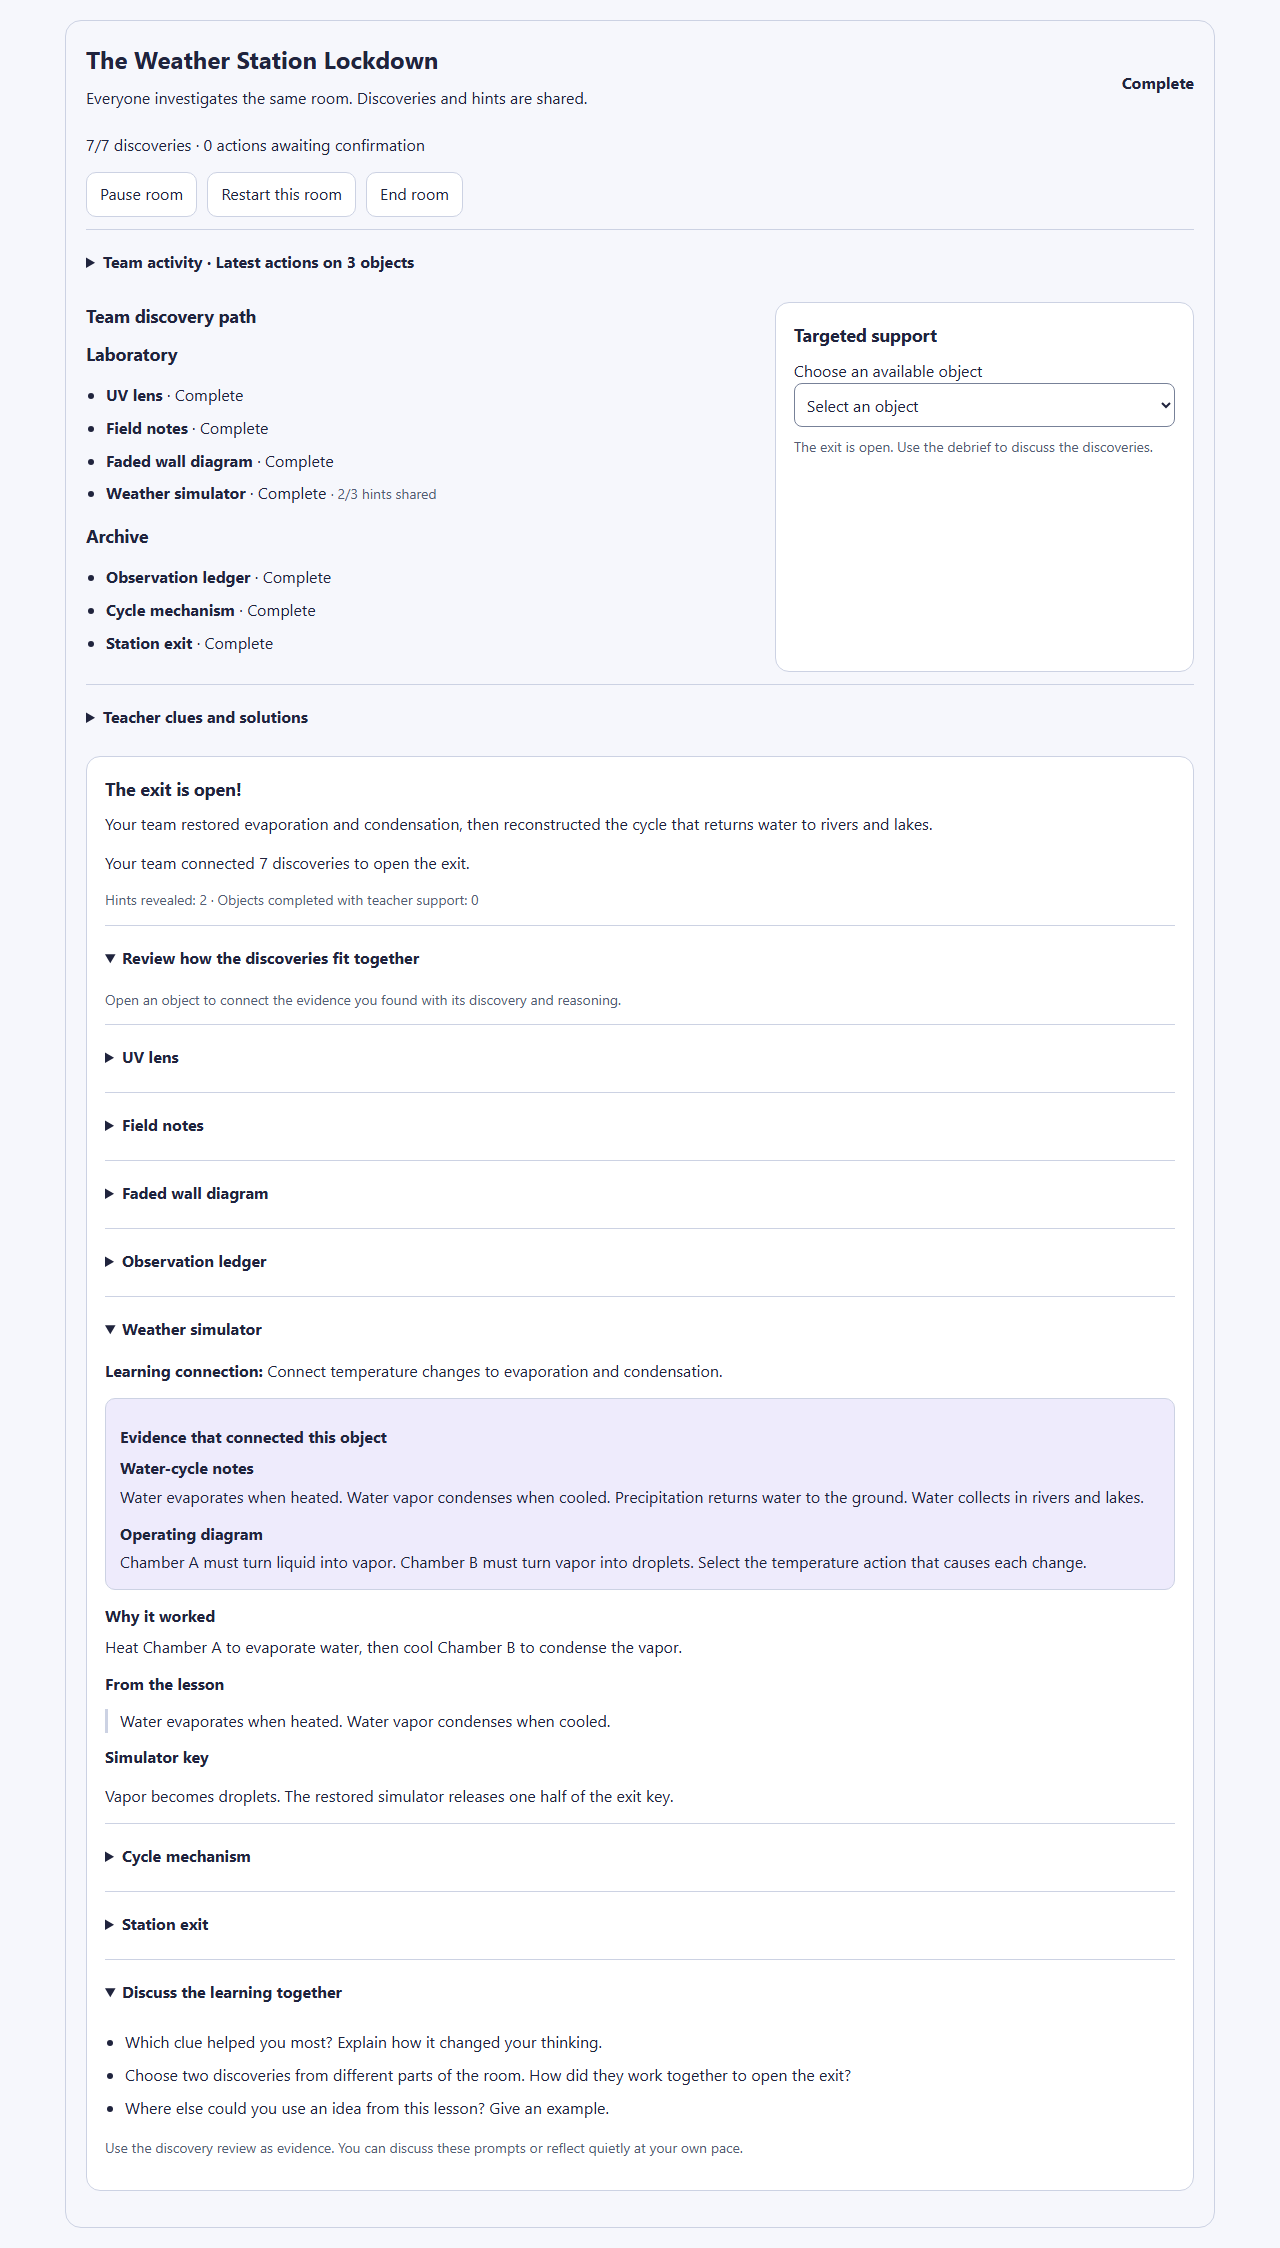 The Weather Station Lockdown
Everyone investigates the same room. Discoveries and hints are shared.
Complete
7/7 discoveries · 0 actions awaiting confirmation
Pause room
Restart this room
End room
Team activity · Latest actions on 3 objects
Team discovery path
Laboratory
UV lens · Complete
Field notes · Complete
Faded wall diagram · Complete
Weather simulator · Complete · 2/3 hints shared
Archive
Observation ledger · Complete
Cycle mechanism · Complete
Station exit · Complete
Targeted support
Choose an available object
Select an object
The exit is open. Use the debrief to discuss the discoveries.
Teacher clues and solutions
The exit is open!
Your team restored evaporation and condensation, then reconstructed the cycle that returns water to rivers and lakes.
Your team connected 7 discoveries to open the exit.
Hints revealed: 2 · Objects completed with teacher support: 0
Review how the discoveries fit together
Open an object to connect the evidence you found with its discovery and reasoning.
UV lens
Field notes
Faded wall diagram
Observation ledger
Weather simulator
Learning connection: Connect temperature changes to evaporation and condensation.
Evidence that connected this object
Water-cycle notes
Water evaporates when heated. Water vapor condenses when cooled. Precipitation returns water to the ground. Water collects in rivers and lakes.
Operating diagram
Chamber A must turn liquid into vapor. Chamber B must turn vapor into droplets. Select the temperature action that causes each change.
Why it worked
Heat Chamber A to evaporate water, then cool Chamber B to condense the vapor.
From the lesson
Water evaporates when heated. Water vapor condenses when cooled.
Simulator key
Vapor becomes droplets. The restored simulator releases one half of the exit key.
Cycle mechanism
Station exit
Discuss the learning together
Which clue helped you most? Explain how it changed your thinking.
Choose two discoveries from different parts of the room. How did they work together to open the exit?
Where else could you use an idea from this lesson? Give an example.
Use the discovery review as evidence. You can discuss these prompts or reflect quietly at your own pace.